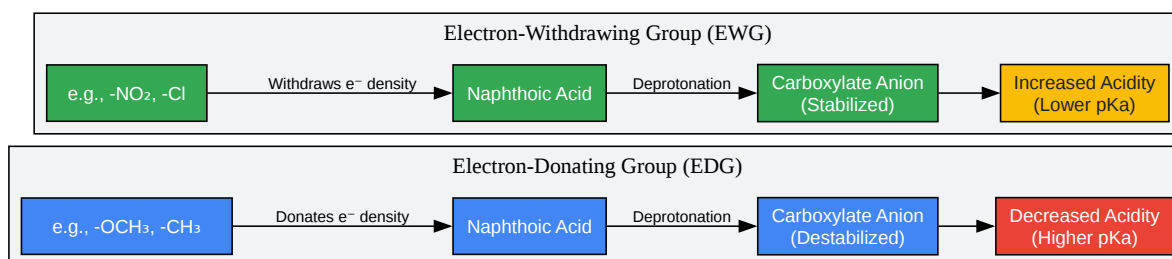 Electron-Withdrawing Group (EWG)
e.g., -NO₂, -Cl
Withdraws e⁻ density
Naphthoic Acid
Deprotonation
Carboxylate Anion
(Stabilized)
Increased Acidity
(Lower pKa)
Electron-Donating Group (EDG)
e.g., -OCH₃, -CH₃
Donates e⁻ density
Naphthoic Acid
Deprotonation
Carboxylate Anion
(Destabilized)
Decreased Acidity
(Higher pKa)